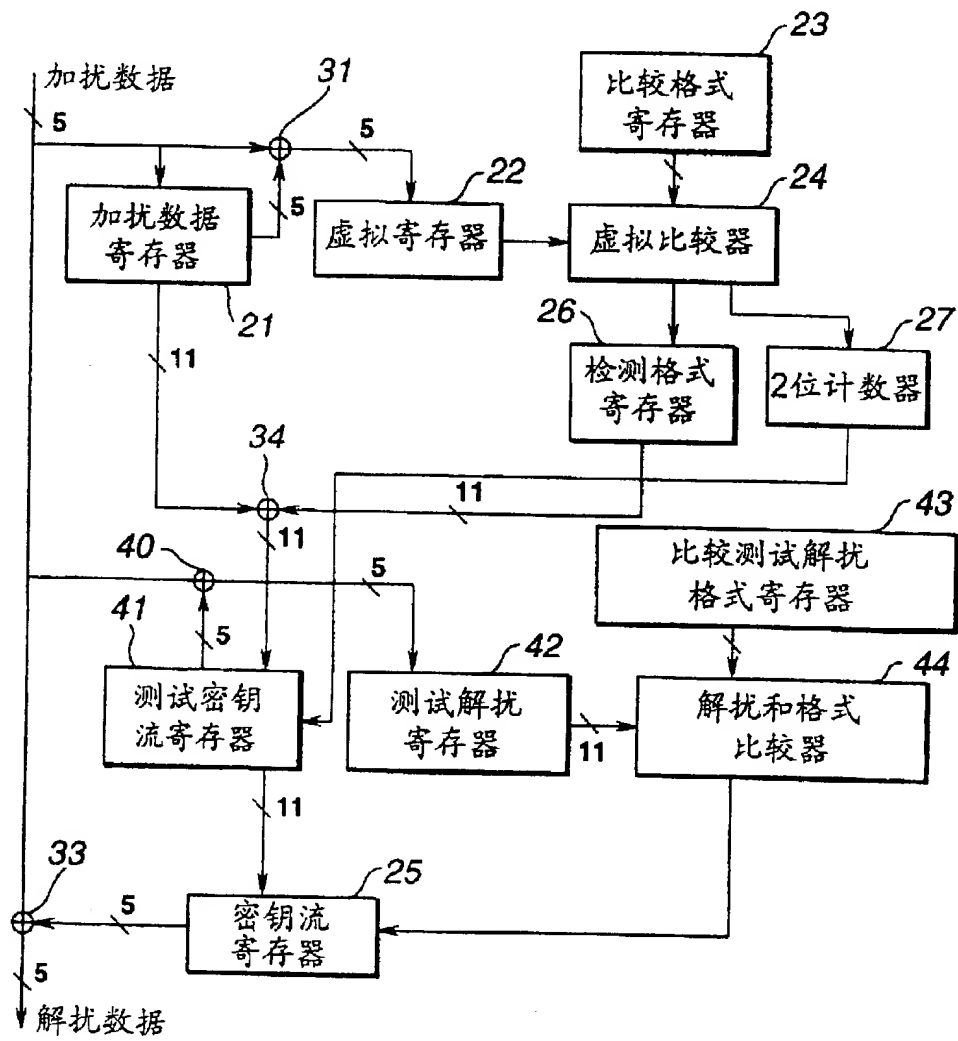 加扰数据
5
31
5
5
23
比较格式
寄存器
加扰数据
寄存器
21
22
虚拟寄存器
24
虚拟比较器
11
26
检测格式
寄存器
27
2位计数器
34
11
11
43
比较测试解扰
格式寄存器
40
5
5
41
测试密钥
流寄存器
42
测试解扰
寄存器
11
44
解扰和格式
比较器
11
33
5
25
密钥流
寄存器
5
解扰数据